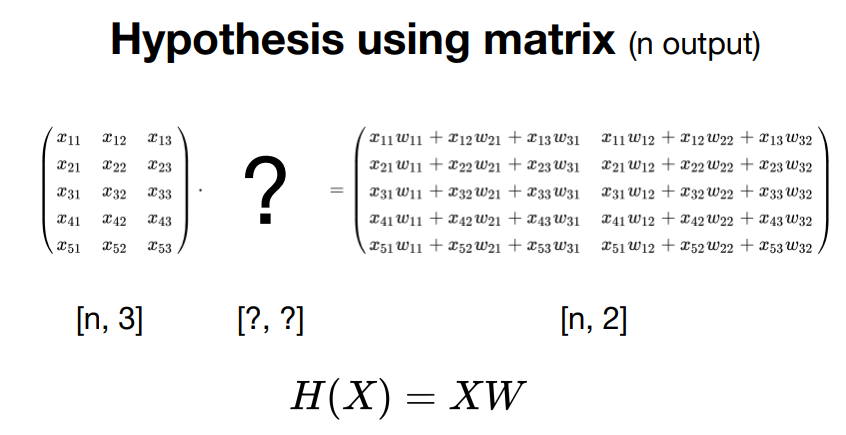 Hypothesis using matrix (n output)
x11 x12 x13
x21 x22 x23
x31 x32 x33
x41 x42 x43
x51 x52 x53
· ? =
x11w11 + x12w21 + x13w31 x11w12 + x12w22 + x13w32
x21w11 + x22w21 + x23w31 x21w12 + x22w22 + x23w32
x31w11 + x32w21 + x33w31 x31w12 + x32w22 + x33w32
x41w11 + x42w21 + x43w31 x41w12 + x42w22 + x43w32
x51w11 + x52w21 + x53w31 x51w12 + x52w22 + x53w32
[n, 3] [?, ?] [n, 2]
H(X) = XW